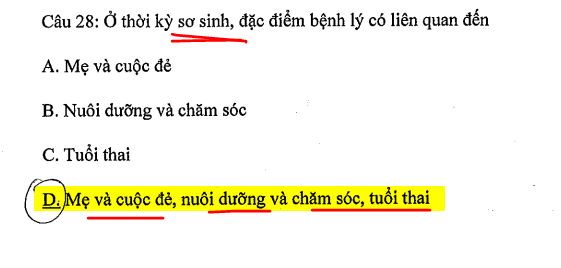 Câu 28: Ở thời kỳ sơ sinh, đặc điểm bệnh lý có liên quan đến
A. Mẹ và cuộc đẻ
B. Nuôi dưỡng và chăm sóc
C. Tuổi thai
D. Mẹ và cuộc đẻ, nuôi dưỡng và chăm sóc, tuổi thai